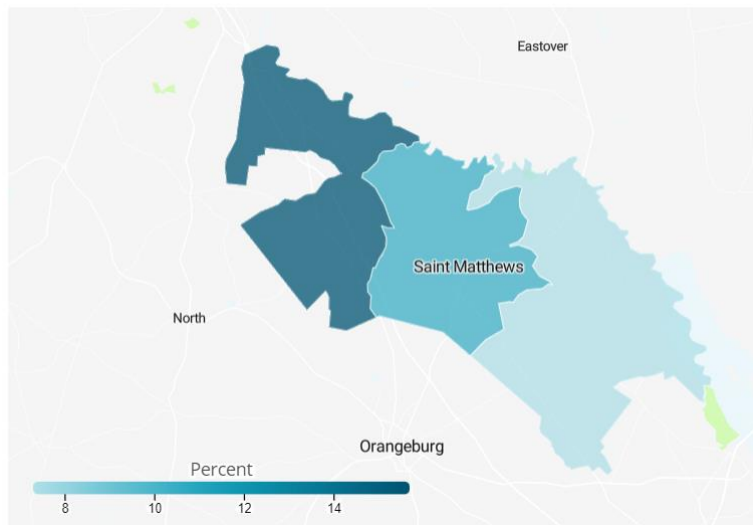 Eastover
Saint Matthews
North
Orangeburg
Percent
8 10 12 14